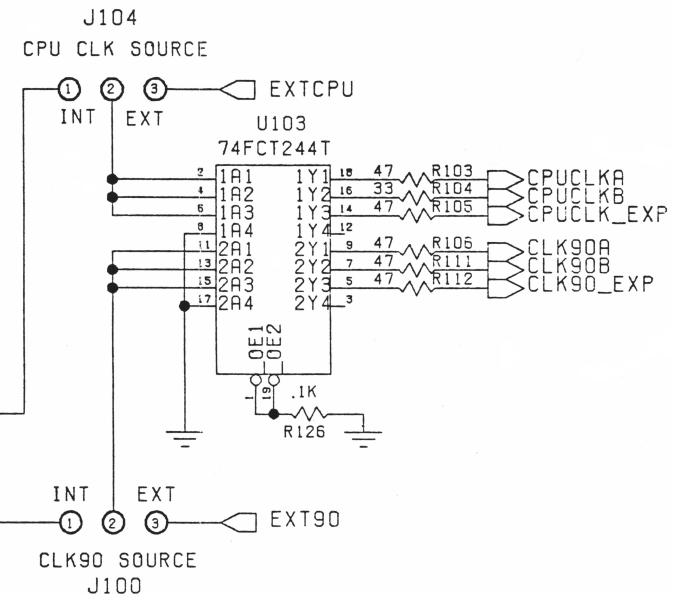 J104
CPU CLK SOURCE
1 2 3 EXTCPU
INT EXT
U103
74FCT244T
2 1A1 1Y1 18 47 R103 CPUCLKA
4 1A2 1Y2 16 33 R104 CPUCLKB
6 1A3 1Y3 14 47 R105 CPUCLK_EXP
8 1A4 1Y4 12
11 2A1 2Y1 9 47 R106 CLK90A
13 2A2 2Y2 7 47 R111 CLK90B
15 2A3 2Y3 5 47 R112 CLK90_EXP
17 2A4 2Y4 3
OE1 OE2
1 19 .1K
R126
INT EXT
1 2 3 EXT90
CLK90 SOURCE
J100